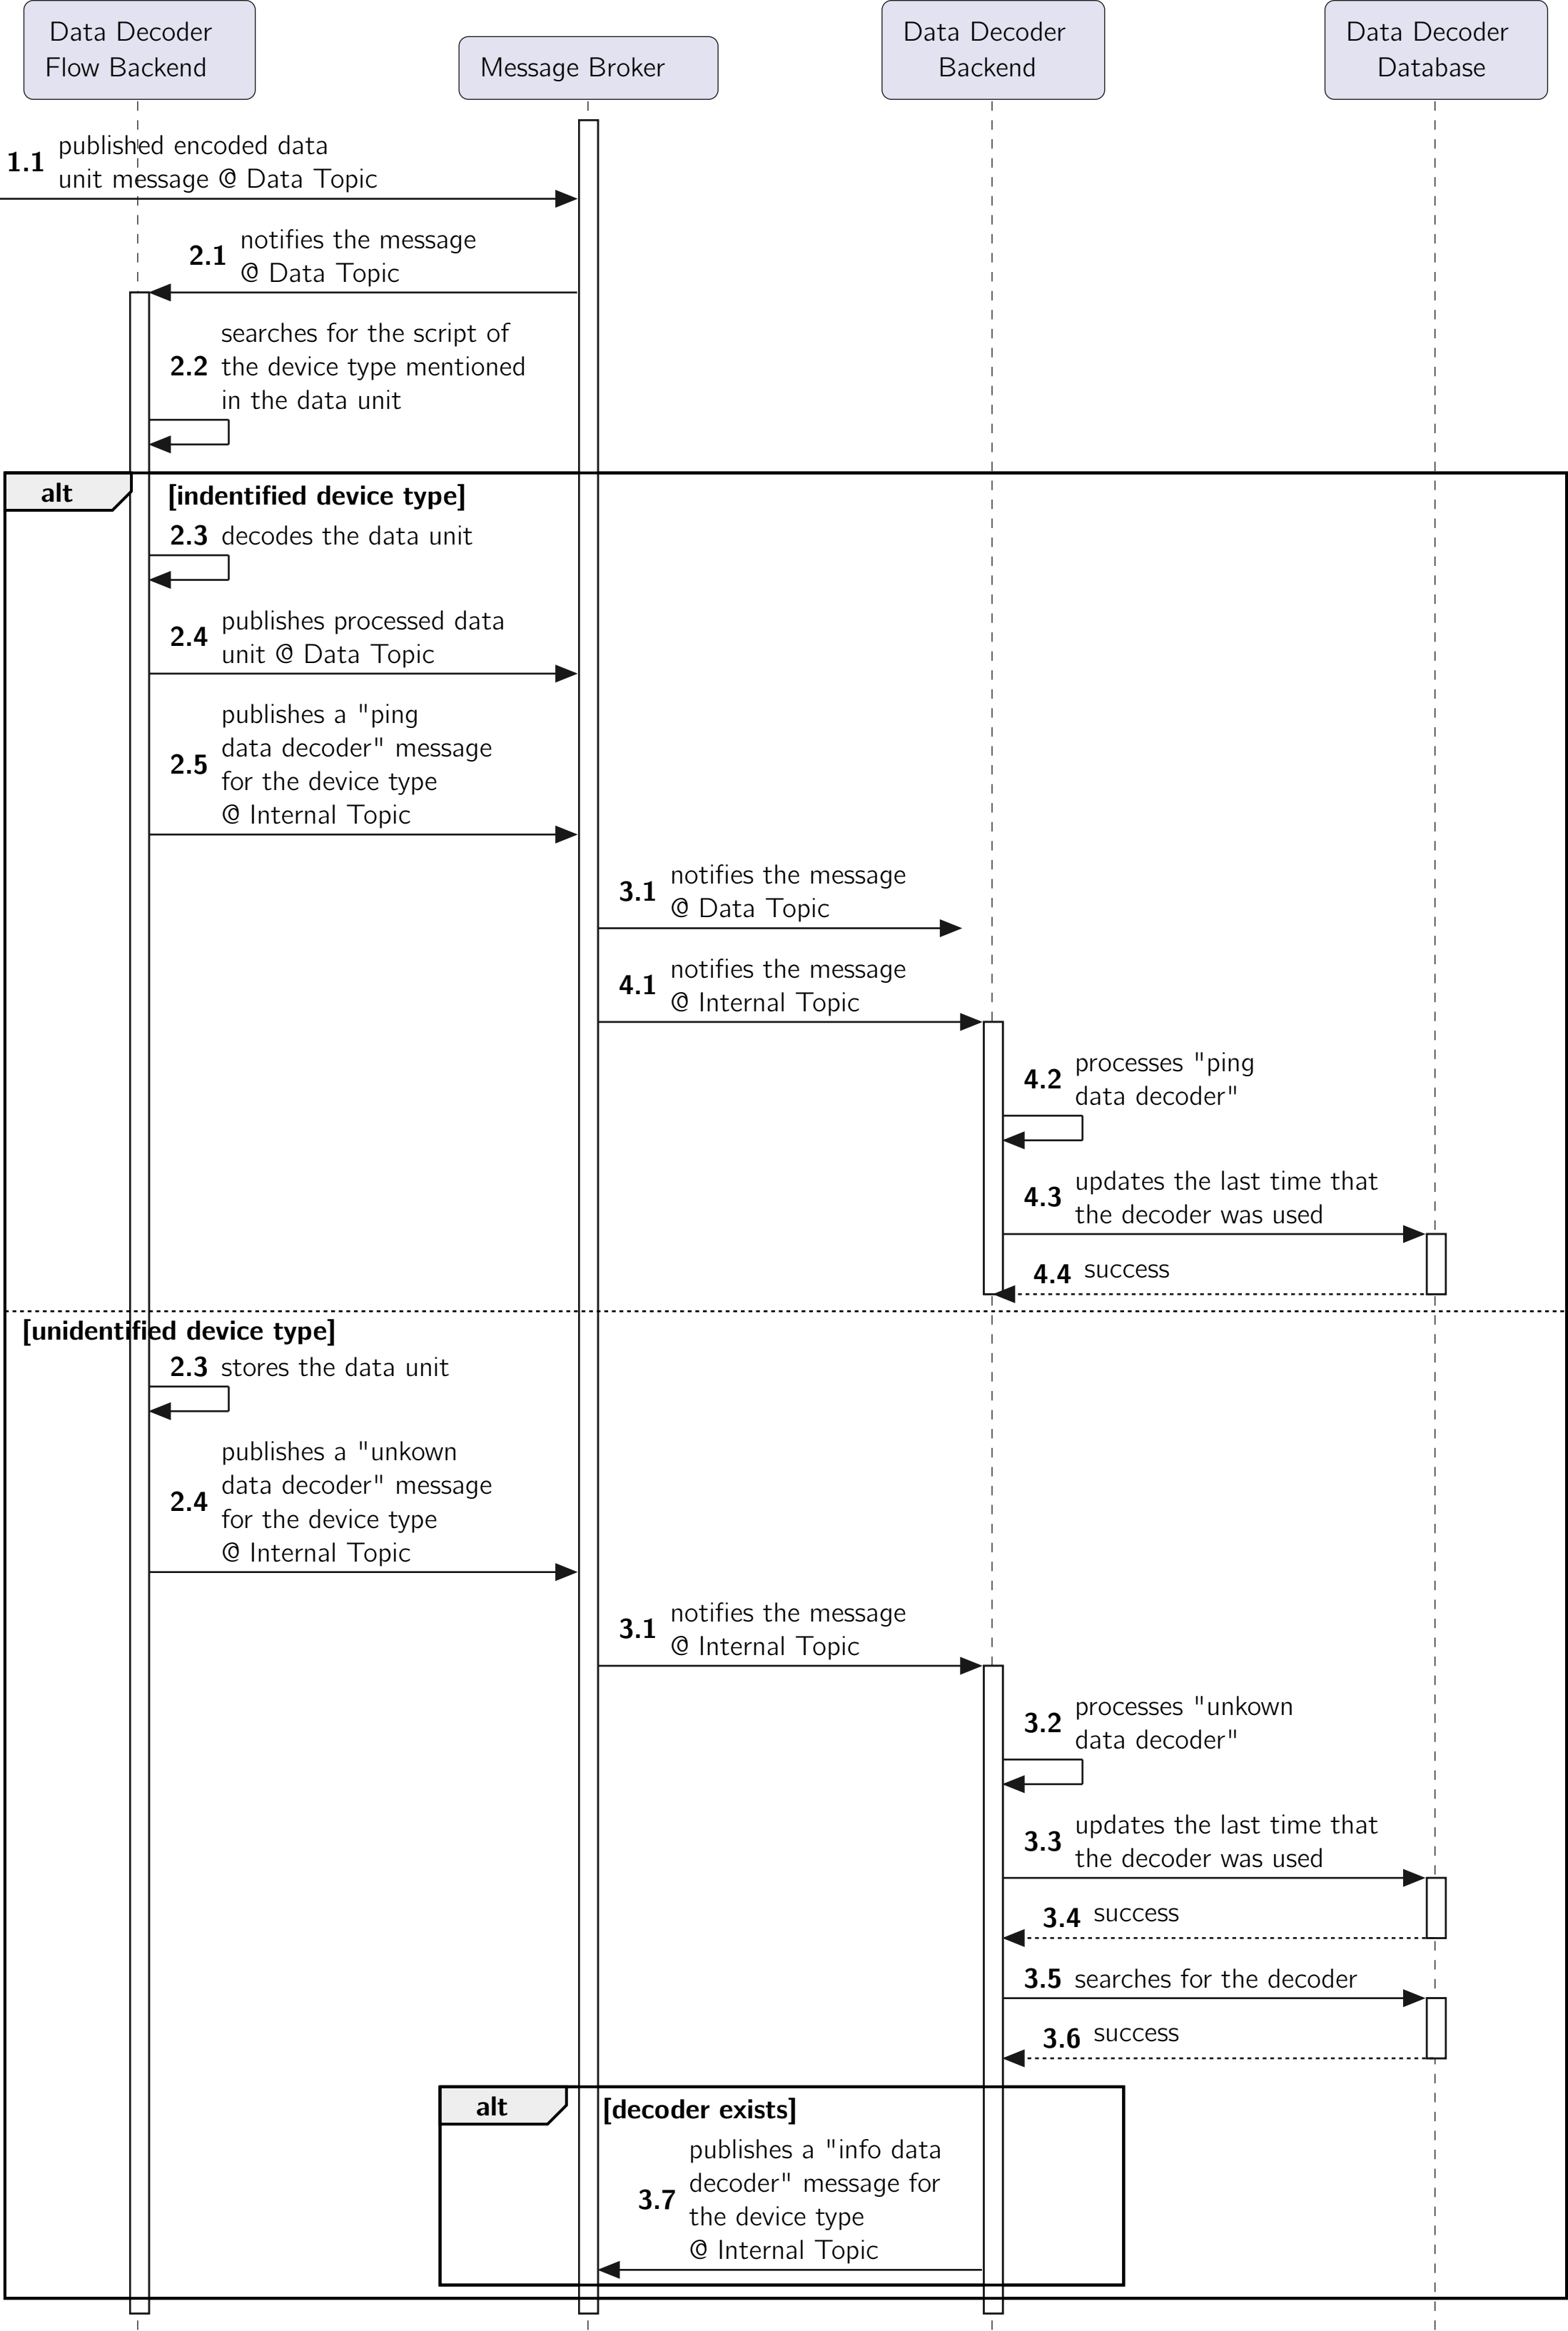 Data Decoder
Flow Backend
Message Broker
Data Decoder
Backend
Data Decoder
Database
1.1 published encoded data
unit message @ Data Topic
2.1 notifies the message
@ Data Topic
2.2 searches for the script of
the device type mentioned
in the data unit
alt [indentified device type]
2.3 decodes the data unit
2.4 publishes processed data
unit @ Data Topic
2.5 publishes a "ping
data decoder" message
for the device type
@ Internal Topic
3.1 notifies the message
@ Data Topic
4.1 notifies the message
@ Internal Topic
4.2 processes "ping
data decoder"
4.3 updates the last time that
the decoder was used
4.4 success
[unidentified device type]
2.3 stores the data unit
2.4 publishes a "unkown
data decoder" message
for the device type
@ Internal Topic
3.1 notifies the message
@ Internal Topic
3.2 processes "unkown
data decoder"
3.3 updates the last time that
the decoder was used
3.4 success
3.5 searches for the decoder
3.6 success
alt [decoder exists]
3.7 publishes a "info data
decoder" message for
the device type
@ Internal Topic